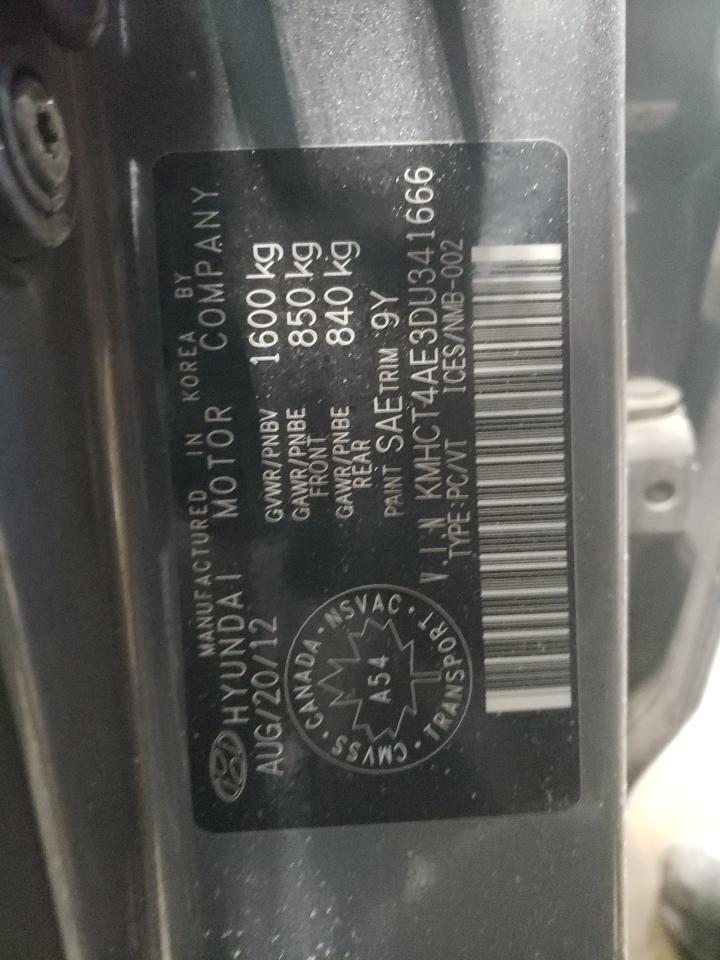 MANUFACTURED IN KOREA BY
HYUNDAI MOTOR COMPANY
AUG/20/12
GVWR/PNBV 1600 kg
GAWR/PNBE FRONT 850 kg
GAWR/PNBE REAR 840 kg
PAINT SAE TRIM 9Y
V.I.N KMHCT4AE3DU341666
TYPE:PC/VT ICES/NMB-002
CANADA · NSVAC · TRANSPORT · CMVSS ·
A54